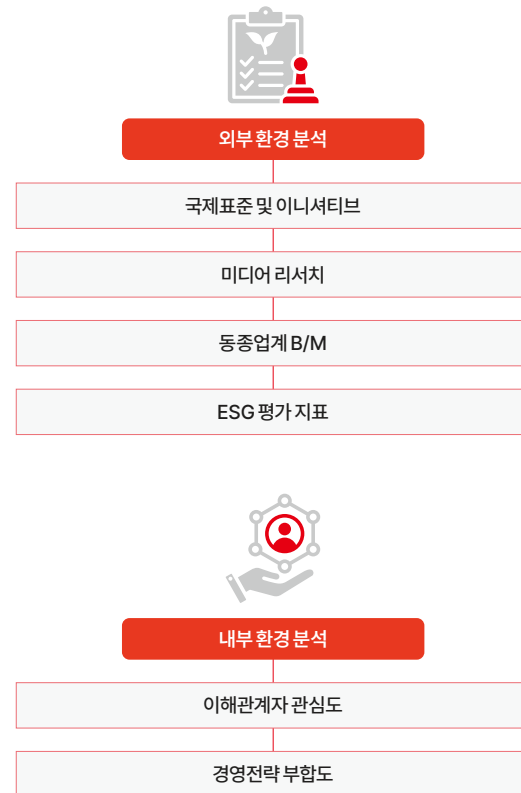 외부 환경 분석
국제표준 및 이니셔티브
미디어 리서치
동종업계 B/M
ESG 평가 지표
내부 환경 분석
이해관계자 관심도
경영전략 부합도